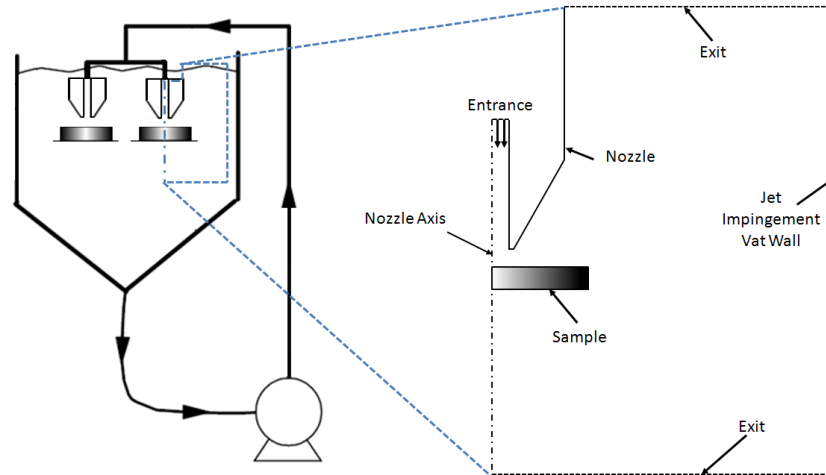 Exit
Entrance
Nozzle
Jet
Impingement
Vat Wall
Nozzle Axis
Sample
Exit